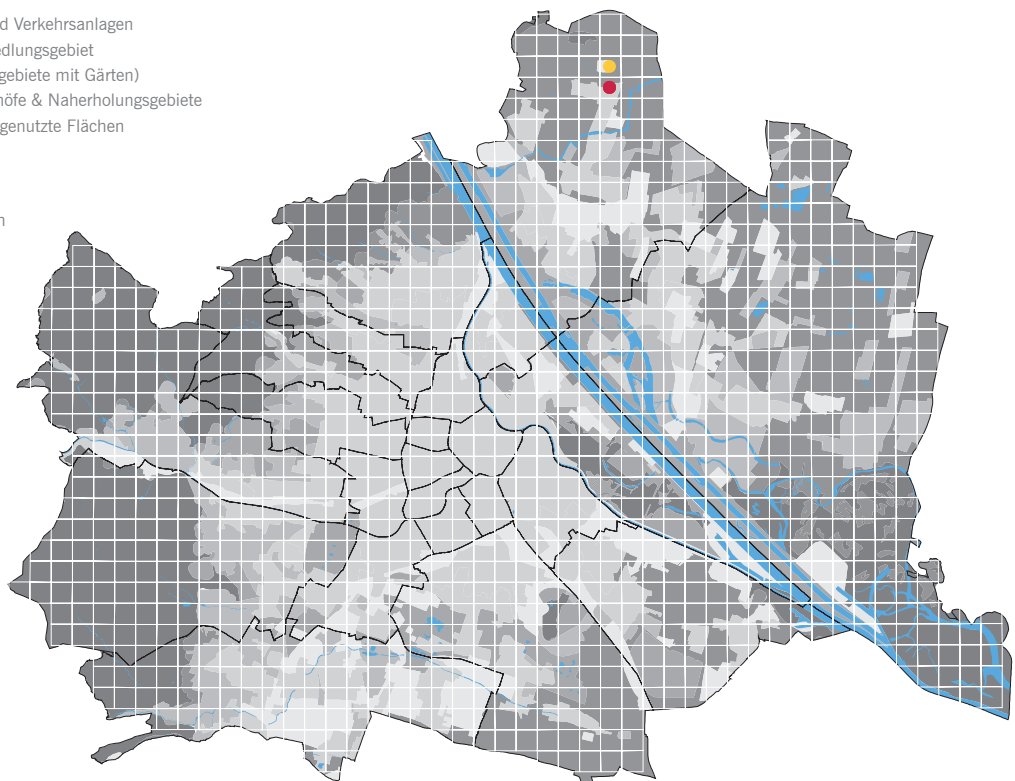 d Verkehrsanlagen
edlungsgebiet
gebiete mit Gärten)
höfe & Naherholungsgebiete
genutzte Flächen
n